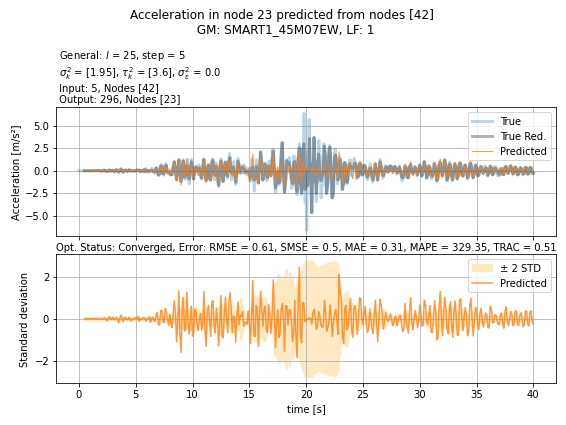 Acceleration in node 23 predicted from nodes [42]
GM: SMART1_45M07EW, LF: 1
General: l = 25, step = 5
σ²ₖ = [1.95], τ²ₖ = [3.6], σ²ε = 0.0
Input: 5, Nodes [42]
Output: 296, Nodes [23]
Acceleration [m/s²]
5.0
2.5
0.0
−2.5
−5.0
True
True Red.
Predicted
Opt. Status: Converged, Error: RMSE = 0.61, SMSE = 0.5, MAE = 0.31, MAPE = 329.35, TRAC = 0.51
Standard deviation
2
0
−2
± 2 STD
Predicted
0 5 10 15 20 25 30 35 40
time [s]